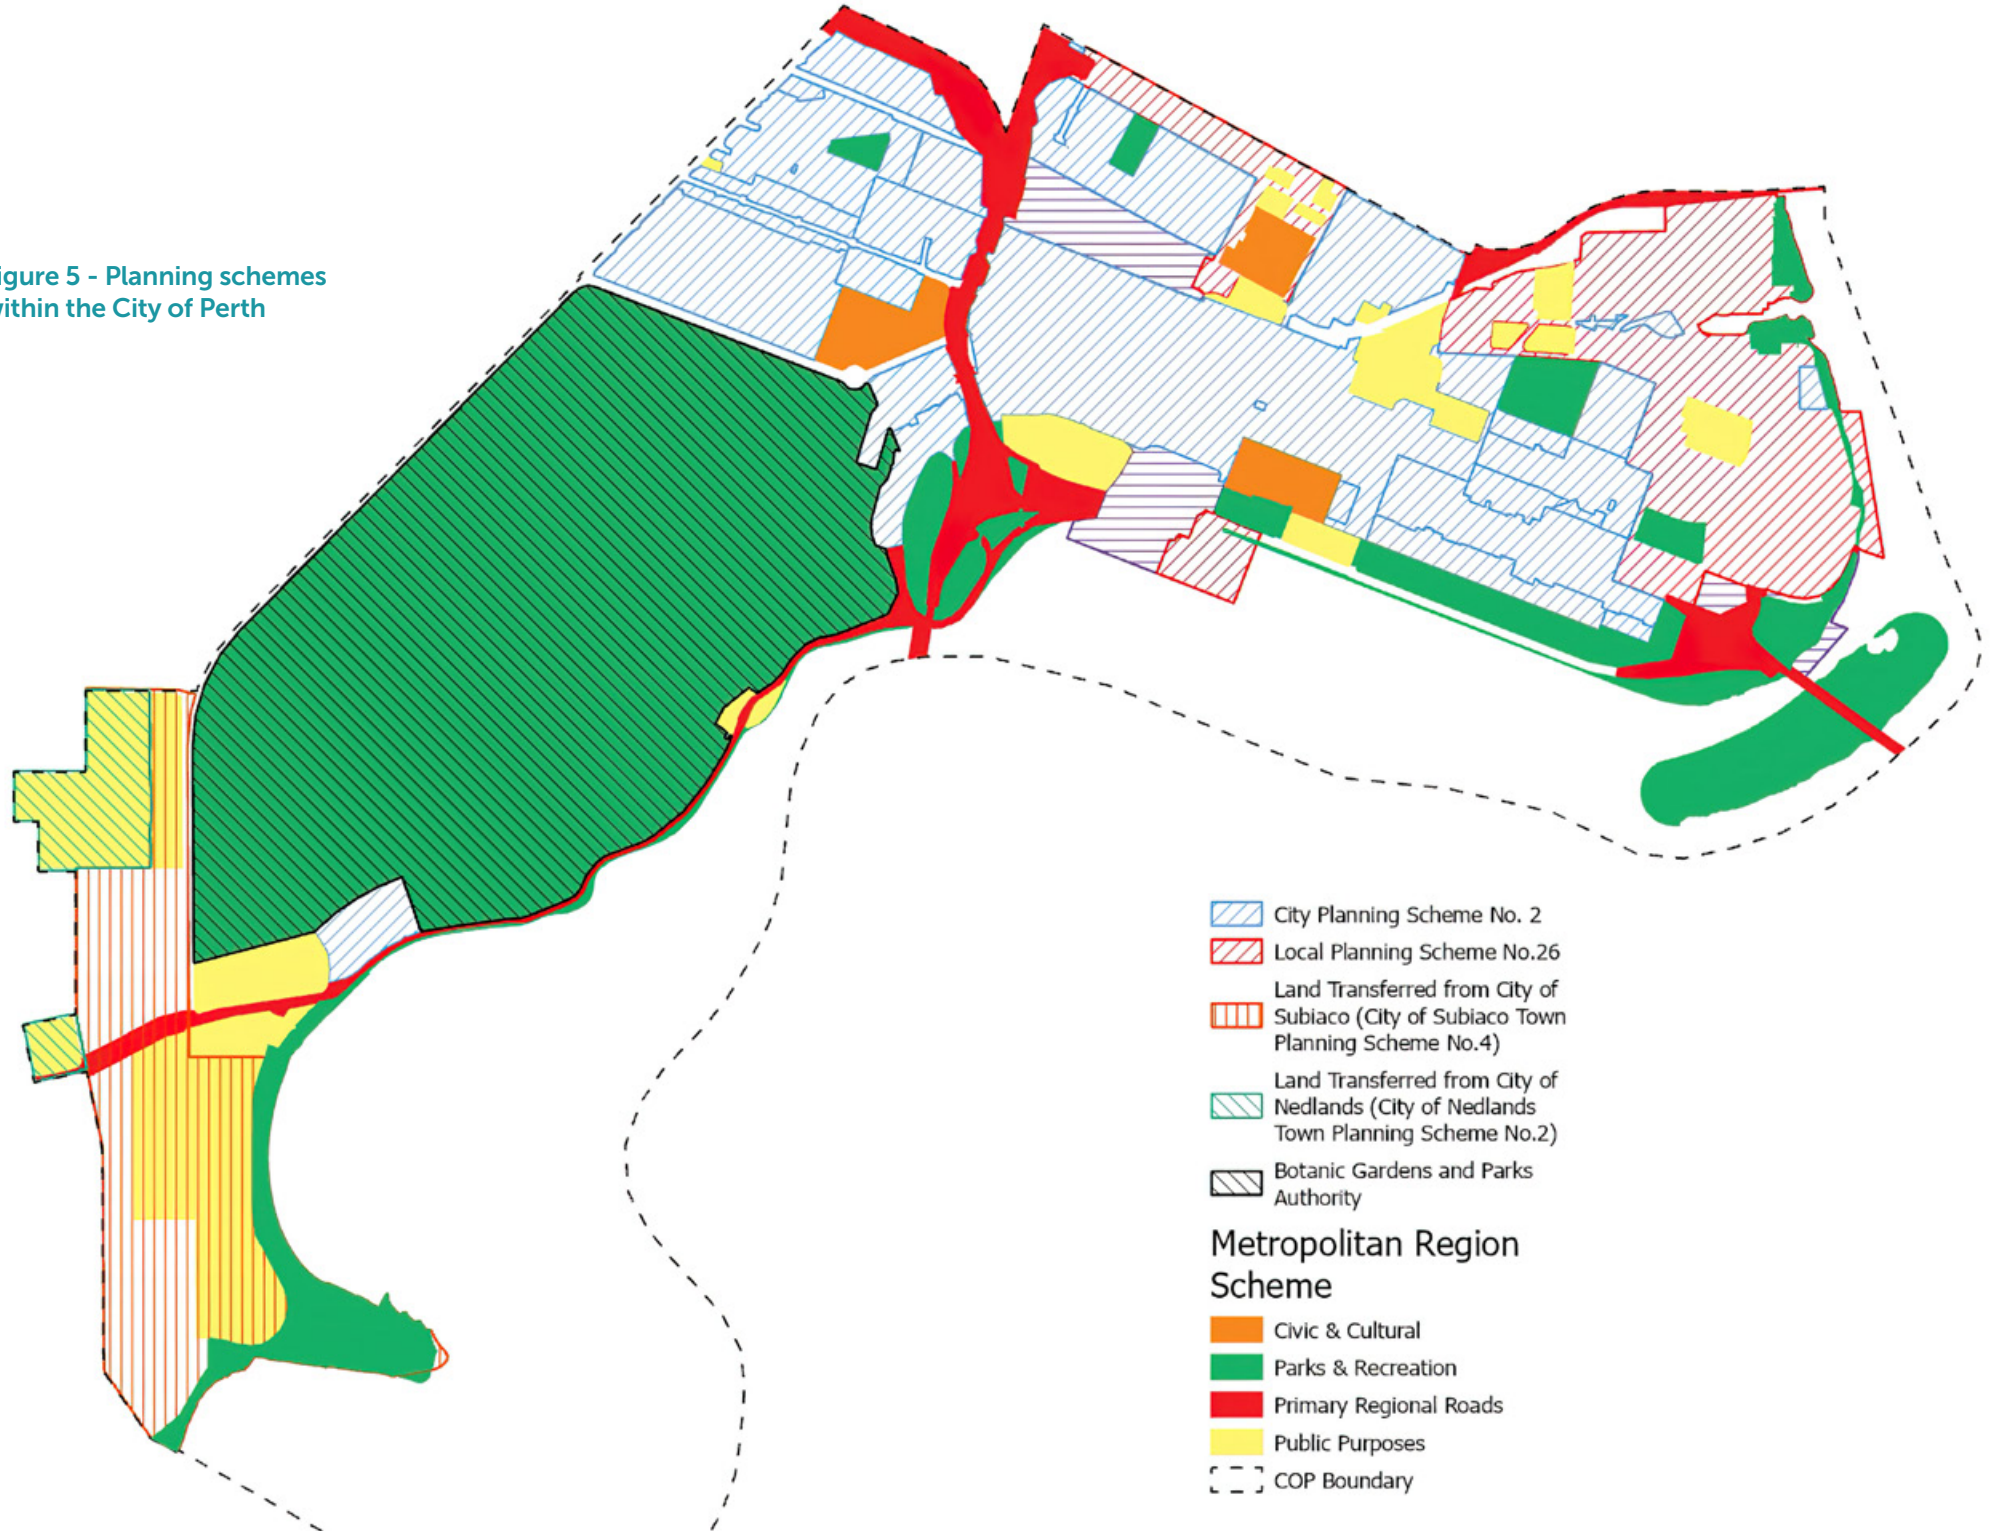 igure 5 - Planning schemes
within the City of Perth
City Planning Scheme No. 2
Local Planning Scheme No.26
Land Transferred from City of
Subiaco (City of Subiaco Town
Planning Scheme No.4)
Land Transferred from City of
Nedlands (City of Nedlands
Town Planning Scheme No.2)
Botanic Gardens and Parks
Authority
Metropolitan Region
Scheme
Civic & Cultural
Parks & Recreation
Primary Regional Roads
Public Purposes
COP Boundary